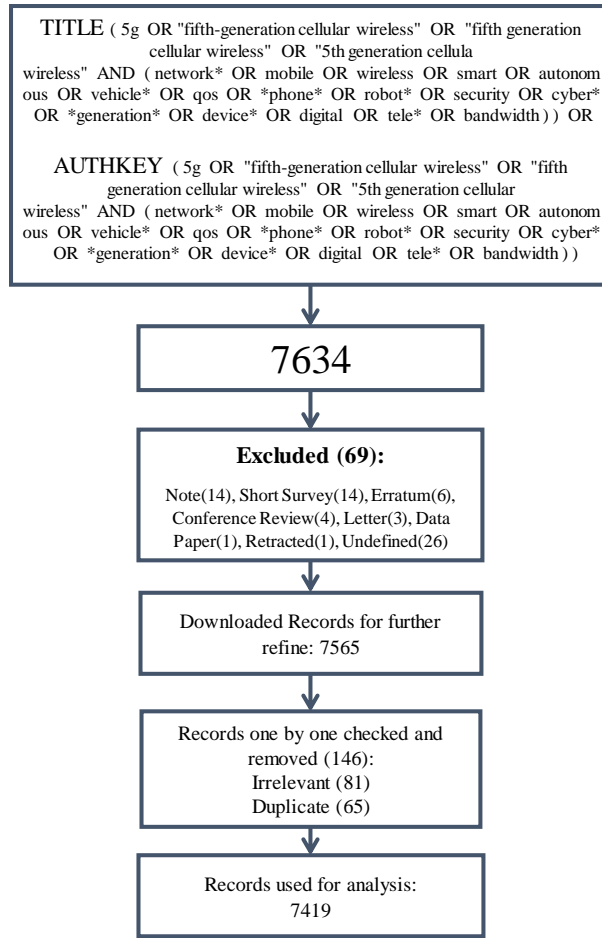 TITLE ( 5g OR "fifth-generation cellular wireless" OR "fifth generation
cellular wireless" OR "5th generation cellula
wireless" AND ( network* OR mobile OR wireless OR smart OR autonom
ous OR vehicle* OR qos OR *phone* OR robot* OR security OR cyber*
OR *generation* OR device* OR digital OR tele* OR bandwidth ) ) OR
AUTHKEY ( 5g OR "fifth-generation cellular wireless" OR "fifth
generation cellular wireless" OR "5th generation cellular
wireless" AND ( network* OR mobile OR wireless OR smart OR autonom
ous OR vehicle* OR qos OR *phone* OR robot* OR security OR cyber*
OR *generation* OR device* OR digital OR tele* OR bandwidth ) )
7634
Excluded (69):
Note(14), Short Survey(14), Erratum(6),
Conference Review(4), Letter(3), Data
Paper(1), Retracted(1), Undefined(26)
Downloaded Records for further
refine: 7565
Records one by one checked and
removed (146):
Irrelevant (81)
Duplicate (65)
Records used for analysis:
7419